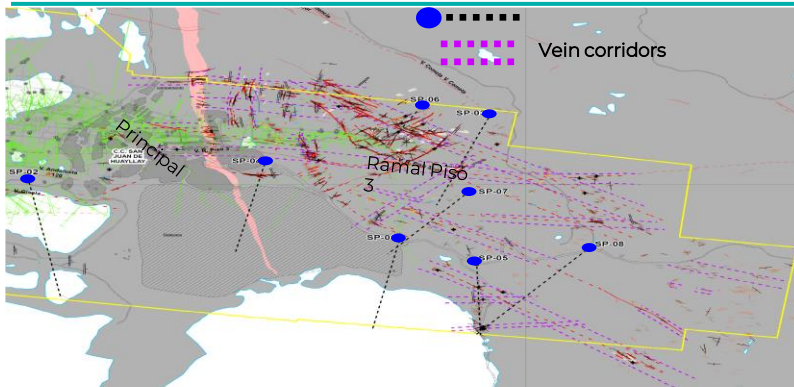 Vein corridors
SP-06
SP-03
Principal
C.C. SAN
JUAN DE
HUAYLLAY
SP-04
SP-02
Ramal Piso
3
SP-07
SP-0
SP-08
SP-05